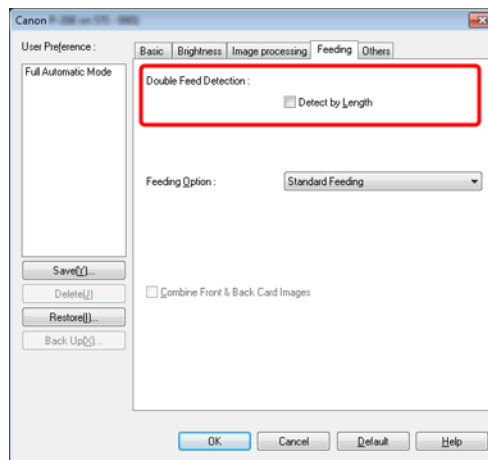 Canon
User Preference :
Full Automatic Mode
Save(Y)...
Delete(J)
Restore(I)...
Back Up(X)...
Basic
Brightness
Image processing
Feeding
Others
Double Feed Detection :
Detect by Length
Feeding Option :
Standard Feeding
Combine Front & Back Card Images
OK
Cancel
Default
Help